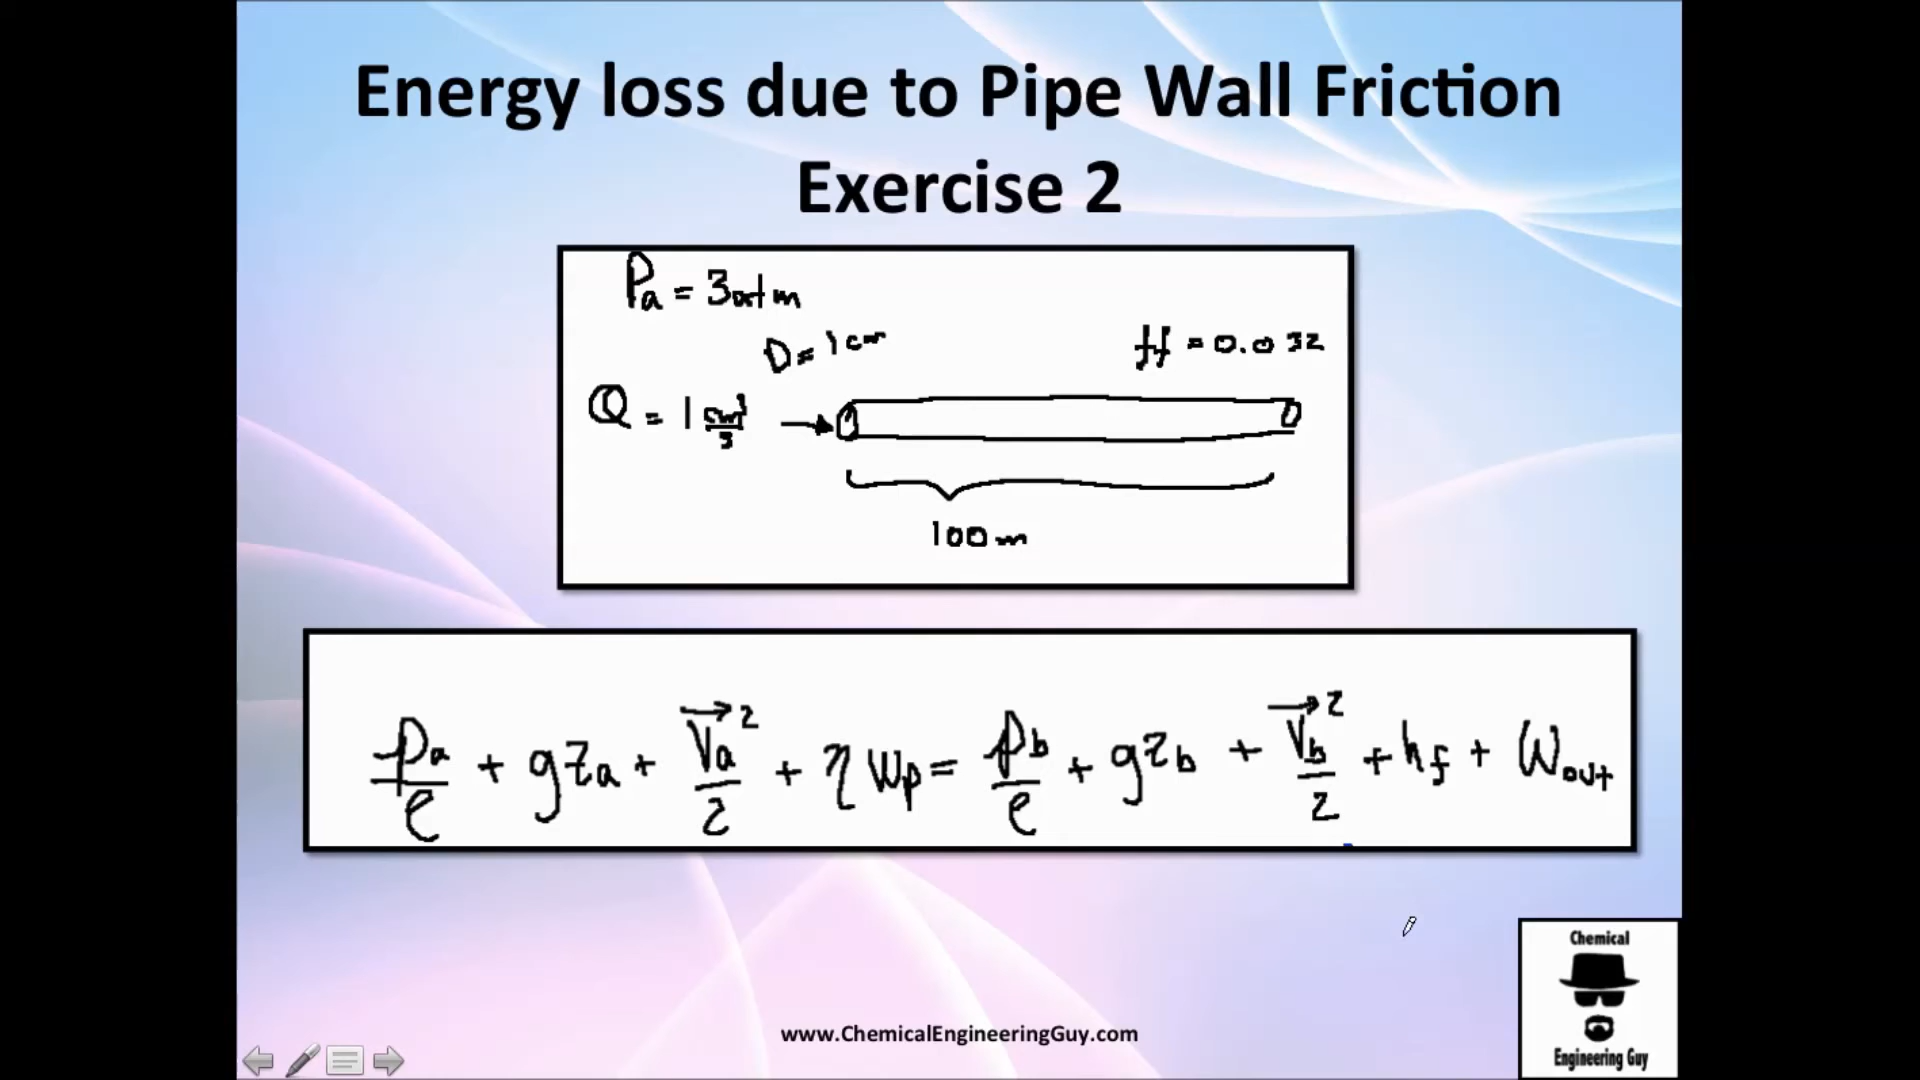 Energy loss due to Pipe Wall Friction
Exercise 2
Pa = 3atm
D = 1cm
ff = 0.032
Q = 1 cm³/s
100m
Pa/ρ + gZa + Va²/2 + ηWp = Pb/ρ + gZb + Vb²/2 + hf + Wout
Chemical
Engineering Guy
www.ChemicalEngineeringGuy.com